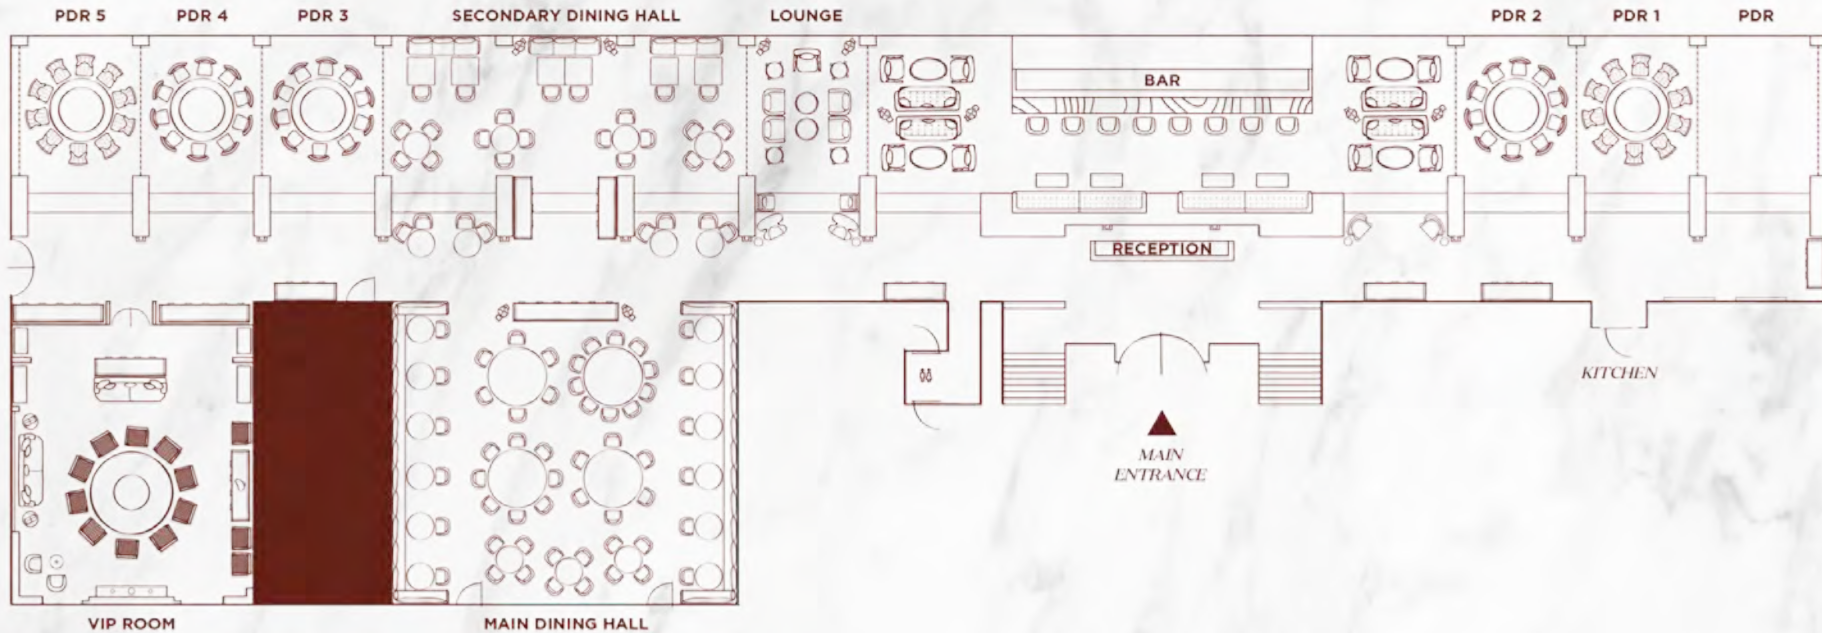 PDR 5
PDR 4
PDR 3
SECONDARY DINING HALL
LOUNGE
PDR 2
PDR 1
PDR
BAR
RECEPTION
KITCHEN
MAIN
ENTRANCE
VIP ROOM
MAIN DINING HALL